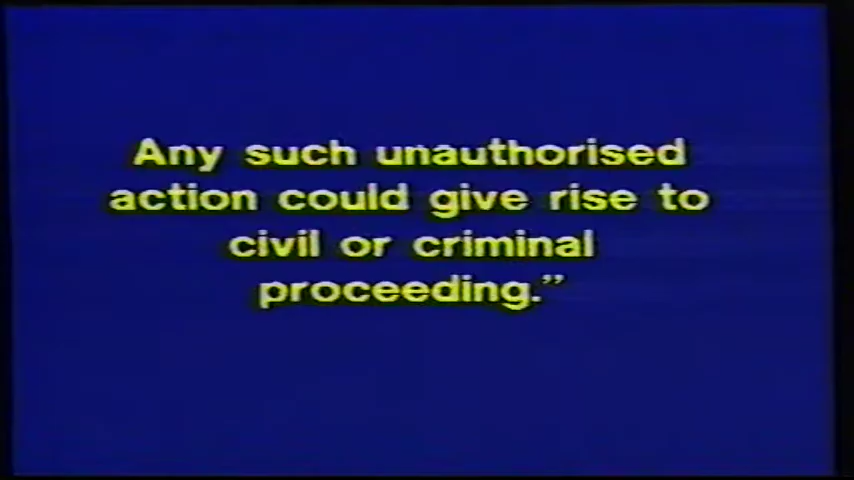 Any such unauthorised
action could give rise to
civil or criminal
proceeding.”